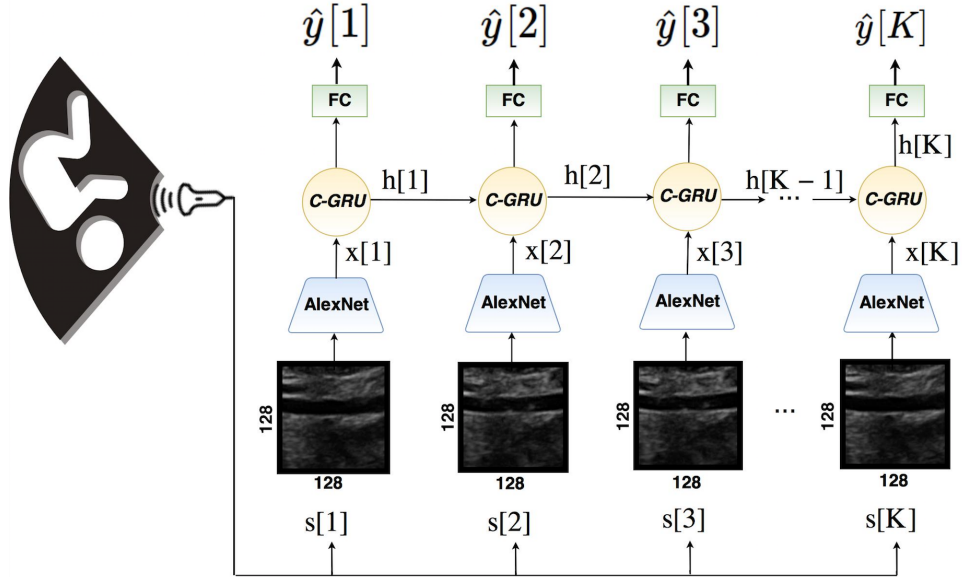 ŷ[1] ŷ[2] ŷ[3] ŷ[K]
FC FC FC FC
h[K]
h[1] h[2] h[K − 1]
C-GRU C-GRU C-GRU ... C-GRU
x[1] x[2] x[3] x[K]
AlexNet AlexNet AlexNet AlexNet
128 128 128 ... 128
128 128 128 128
s[1] s[2] s[3] s[K]